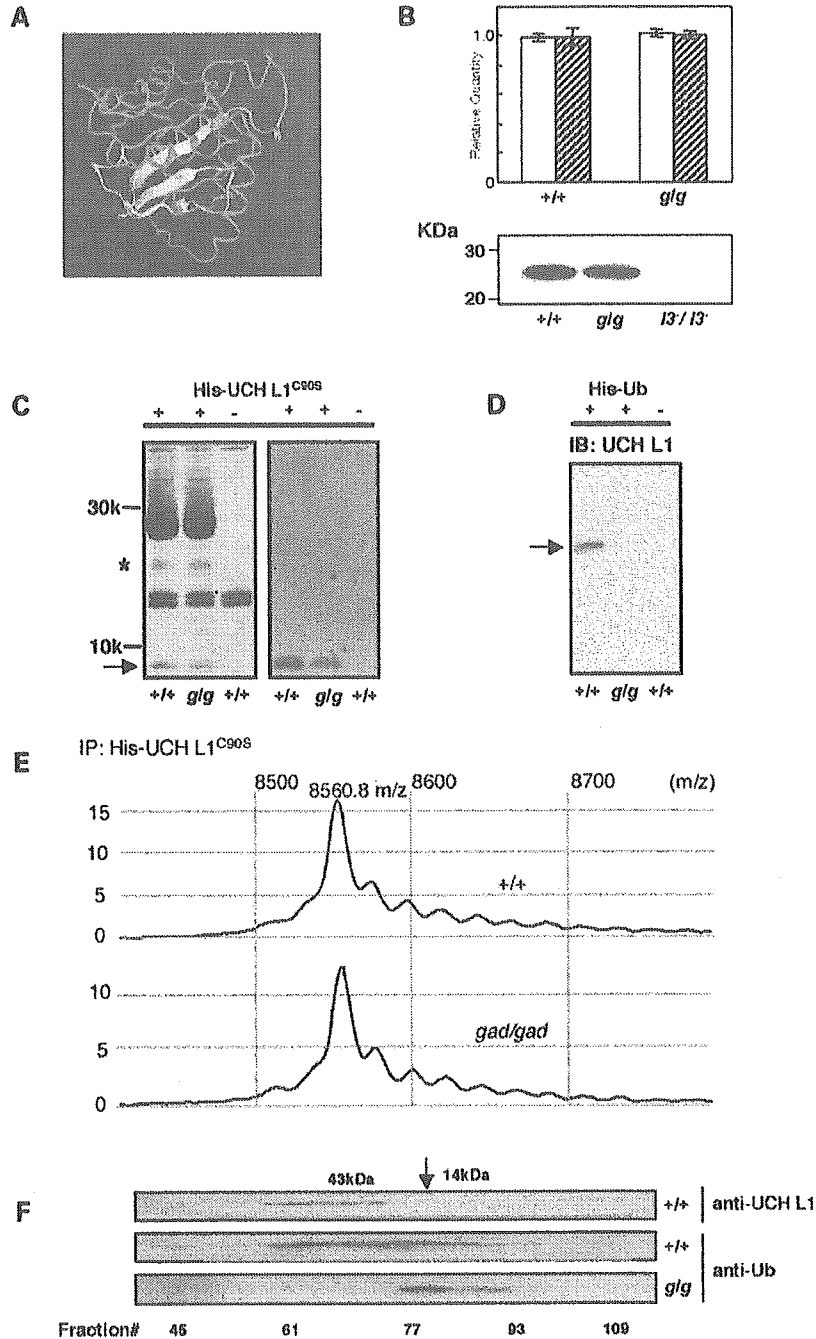 A
B
1.0
Relative Quantity
0
+/+ g/g
KDa
30
20
+/+ g/g l3'/l3'
C
His-UCH L1C90S
+ + -
+ + -
30k
*
10k
+/+ g/g +/+
+/+ g/g +/+
D
His-Ub
+ + -
IB: UCH L1
+/+ g/g +/+
E
IP: His-UCH L1C90S
8500 8560.8 m/z 8600 8700 (m/z)
15
10
5
0
+/+
10
5
0
gad/gad
F
43kDa 14kDa
+/+ anti-UCH L1
+/+
g/g
anti-Ub
Fraction# 45 61 77 93 109